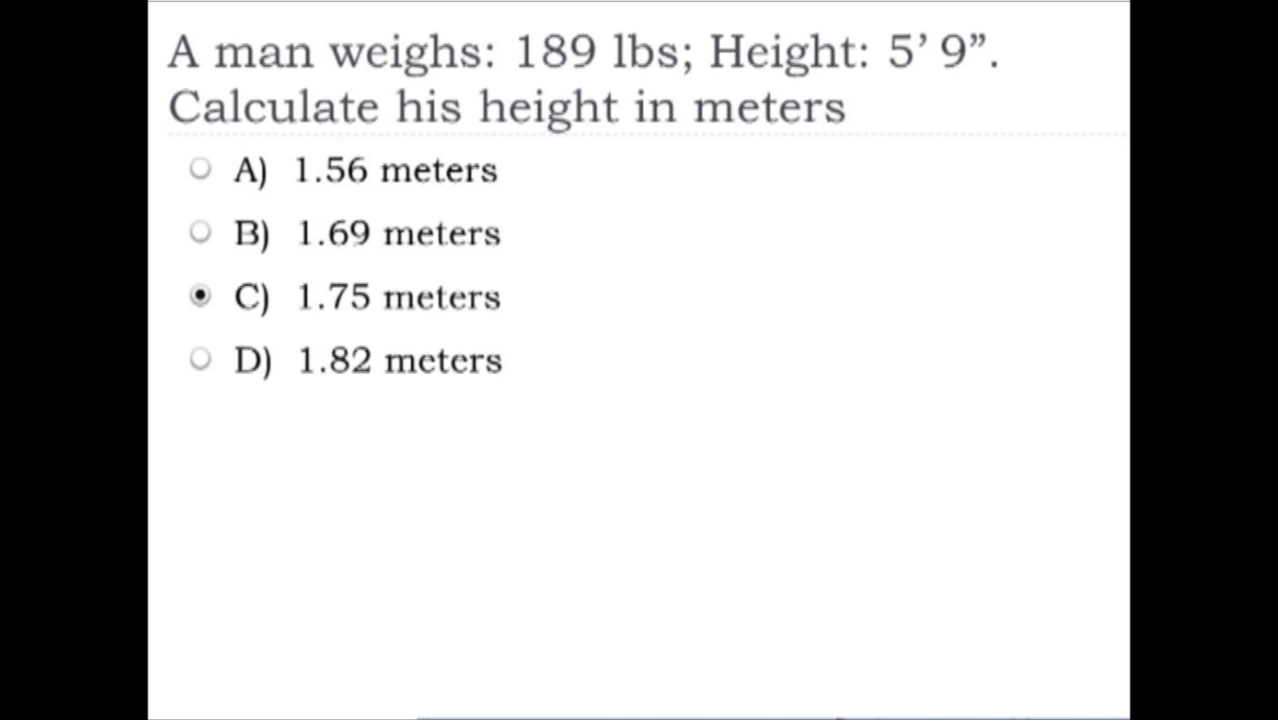 A man weighs: 189 lbs; Height: 5’ 9”.
Calculate his height in meters
A) 1.56 meters
B) 1.69 meters
C) 1.75 meters
D) 1.82 meters